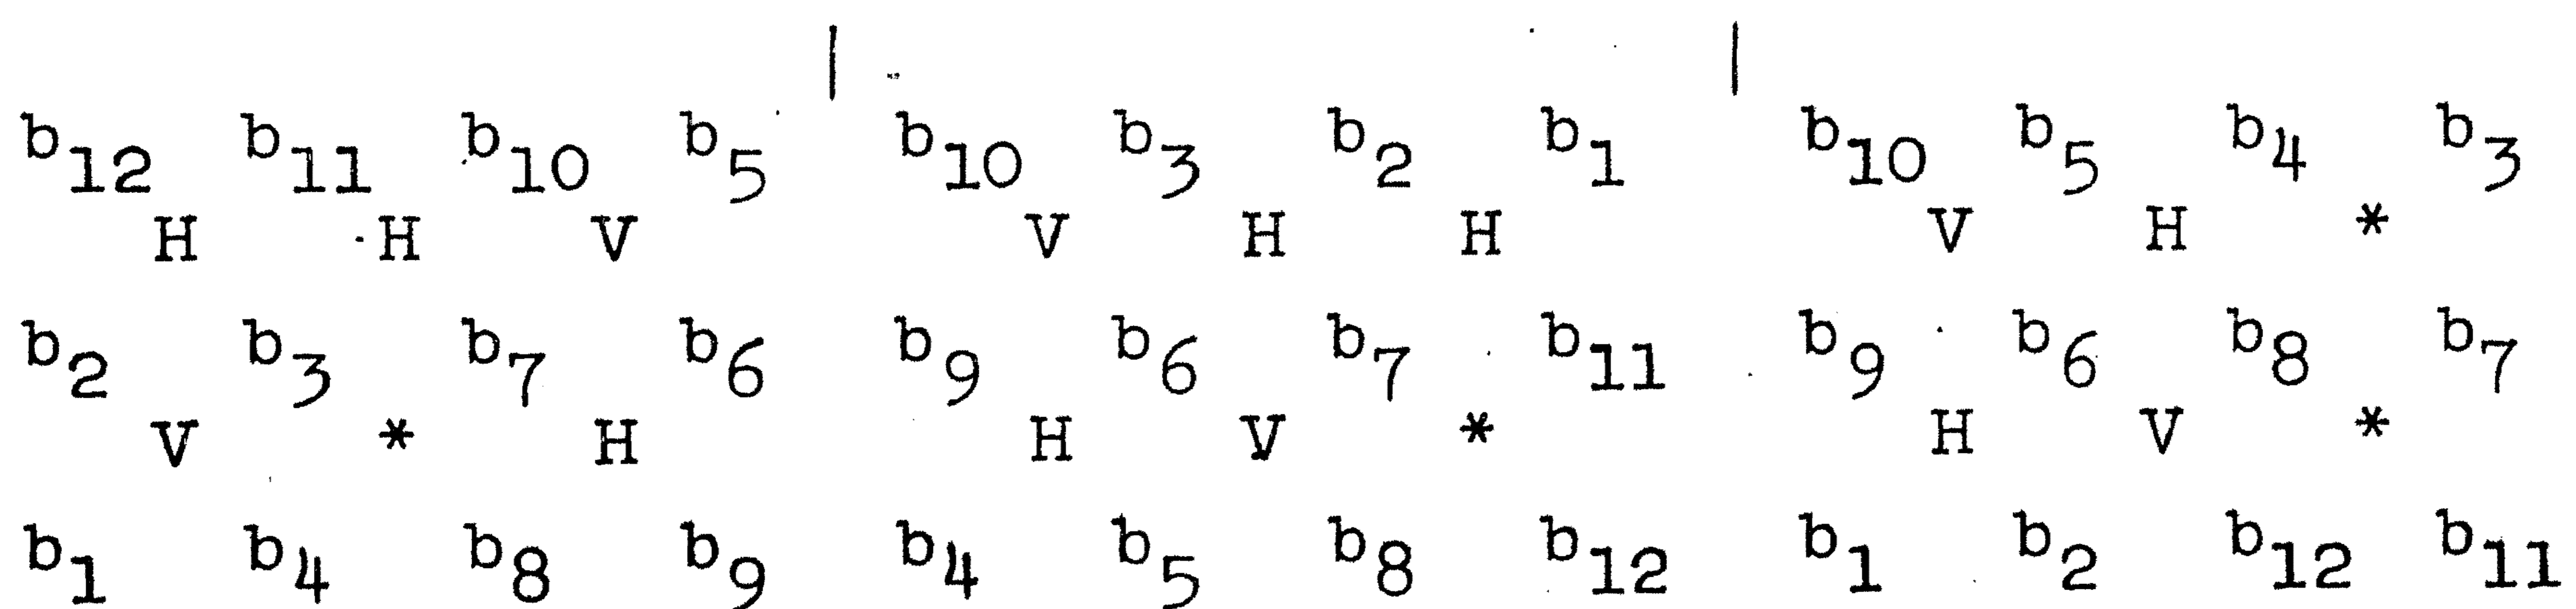 | |
b12 b11 b10 b5 b10 b3 b2 b1 b10 b5 b4 b3
H H V V H H V H *
b2 b3 b7 b6 b9 b6 b7 b11 b9 b6 b8 b7
V * H H V * H V *
b1 b4 b8 b9 b4 b5 b8 b12 b1 b2 b12 b11